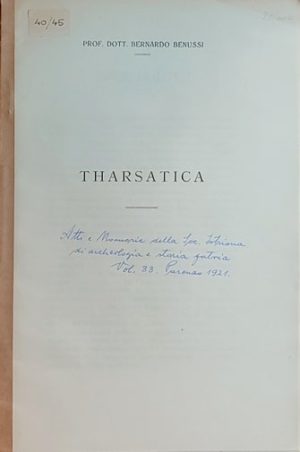 40/45
PROF. DOTT. BERNARDO BENUSSI
THARSATICA
Atti e Memorie della Soc. Istriana
di archeologia e storia patria
Vol. 33. Parenzo 1921.